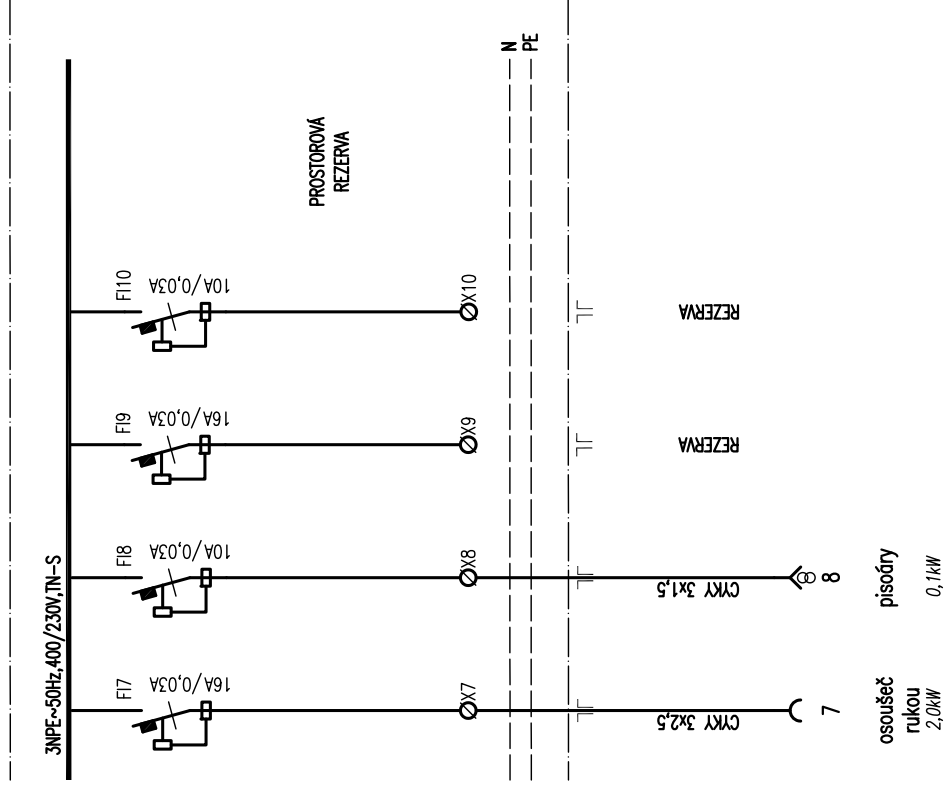 3NPE~50Hz,400/230V,TN-S
N
PE
PROSTOROVÁ
REZERVA
FI7
16A/0,03A
X7
CYKY 3x2,5
7
osoušeč
rukou
2,0kW
FI8
10A/0,03A
X8
CYKY 3x1,5
8
pisoáry
0,1kW
FI9
16A/0,03A
X9
REZERVA
FI10
10A/0,03A
X10
REZERVA